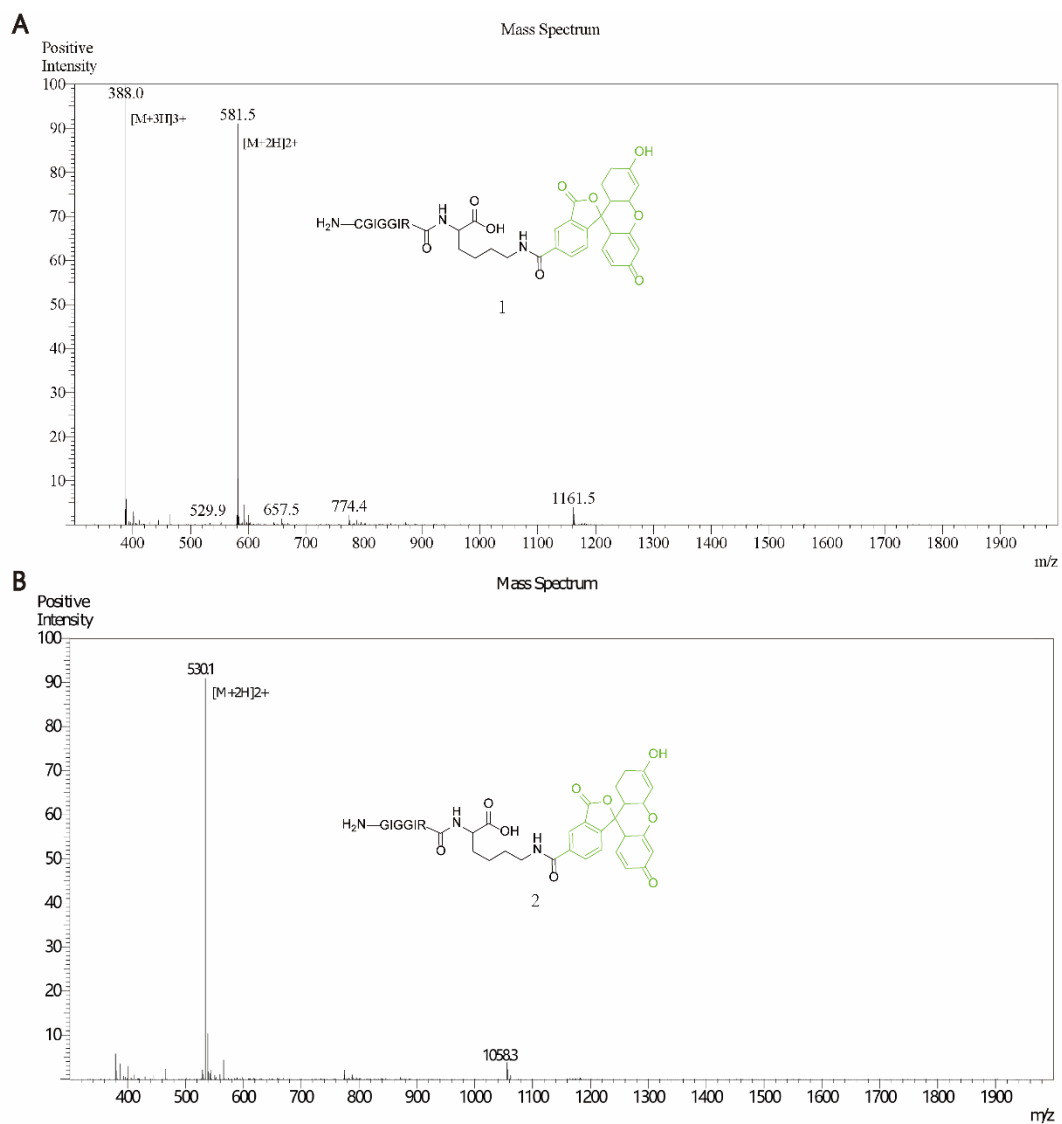 A
Mass Spectrum
Positive
Intensity
100
388.0
[M+3H]3+
581.5
90
[M+2H]2+
80
OH
70
O
O
O
H
N
H2N
CGIGGIR
OH
H
N
O
O
O
O
60
50
1
40
30
20
10
529.9
657.5
774.4
1161.5
400 500 600 700 800 900 1000 1100 1200 1300 1400 1500 1600 1700 1800 1900
m/z
B
Mass Spectrum
Positive
Intensity
100
530.1
90
[M+2H]2+
80
OH
70
O
O
O
H
N
H2N
GIGGIR
OH
H
N
O
O
O
O
60
50
2
40
30
20
10
1058.3
400 500 600 700 800 900 1000 1100 1200 1300 1400 1500 1600 1700 1800 1900
m/z